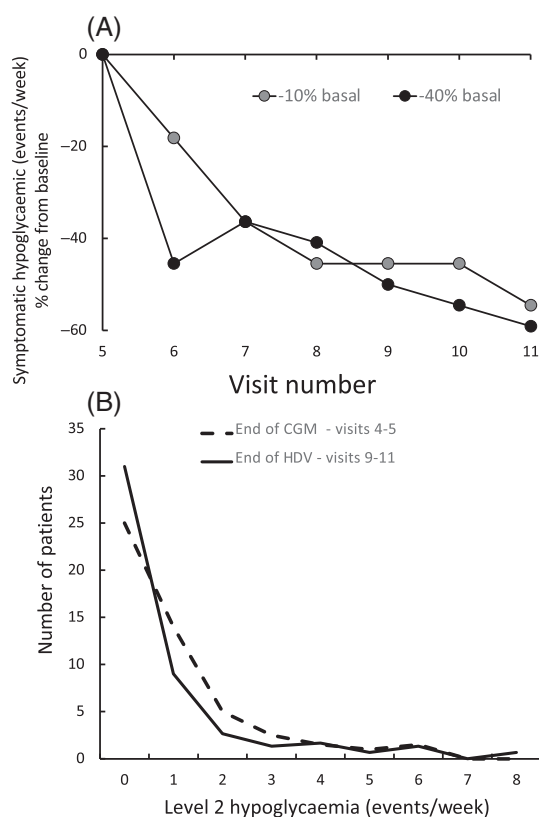 (A)
Symptomatic hypoglycaemic (events/week)
% change from baseline
0
−20
−40
−60
-10% basal
-40% basal
5 6 7 8 9 10 11
Visit number
(B)
Number of patients
35
30
25
20
15
10
5
0
End of CGM - visits 4-5
End of HDV - visits 9-11
0 1 2 3 4 5 6 7 8
Level 2 hypoglycaemia (events/week)